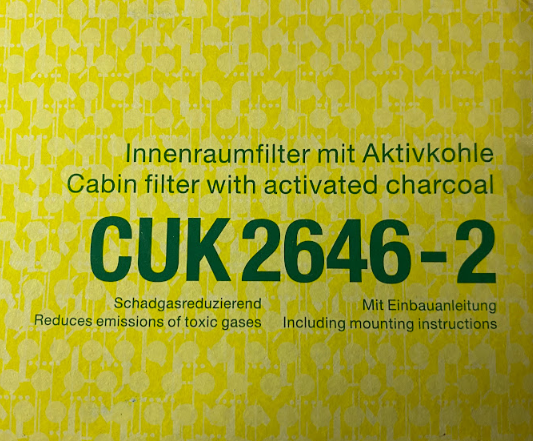 Innenraumfilter mit Aktivkohle
Cabin filter with activated charcoal
CUK 2646-2
Schadgasreduzierend
Reduces emissions of toxic gases
Mit Einbauanleitung
Including mounting instructions